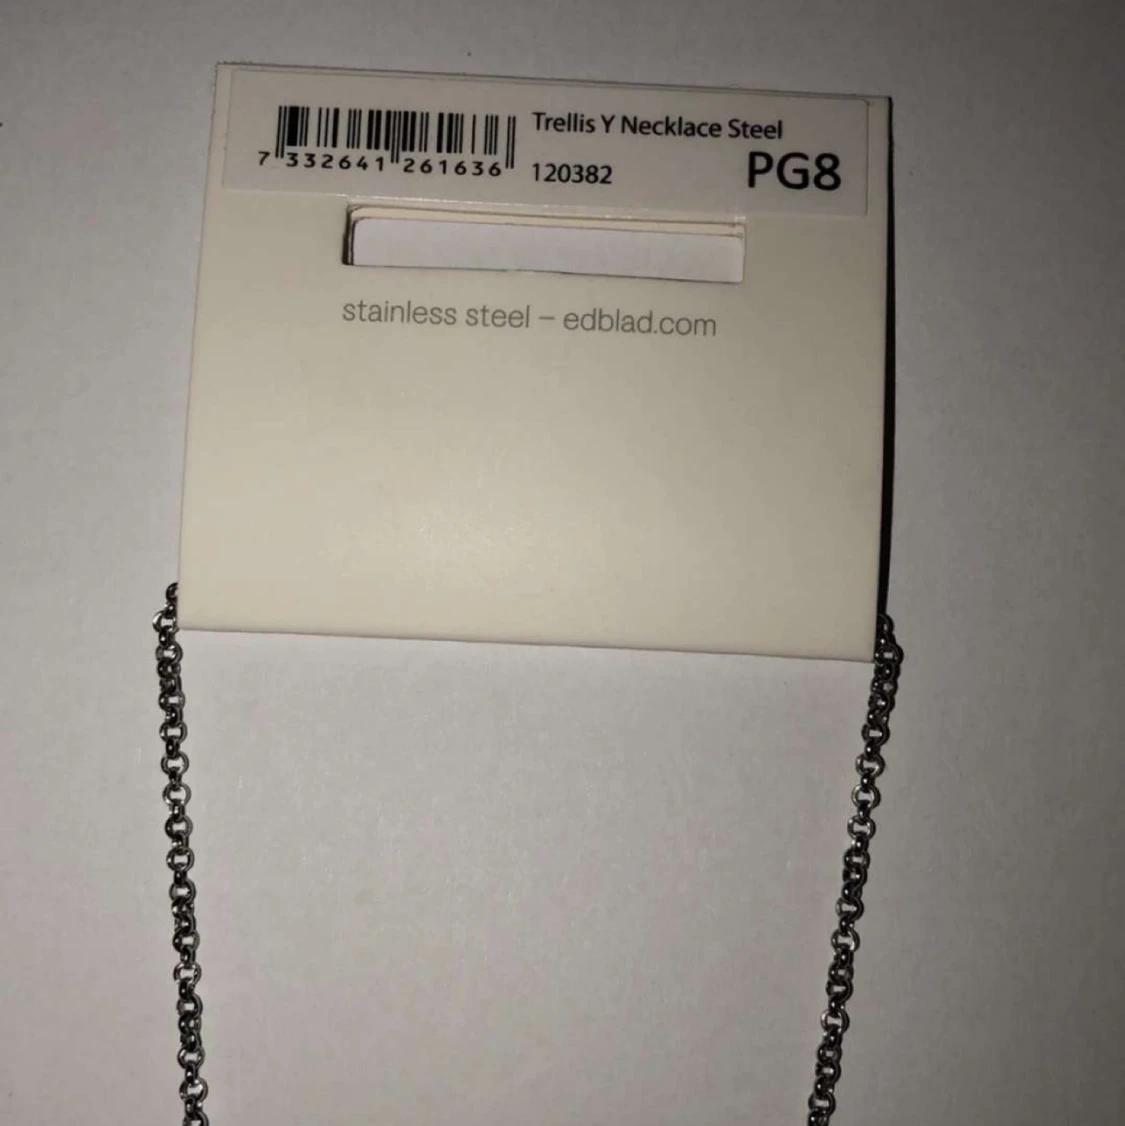 Trellis Y Necklace Steel
7 332641 261636
120382
PG8
stainless steel – edblad.com